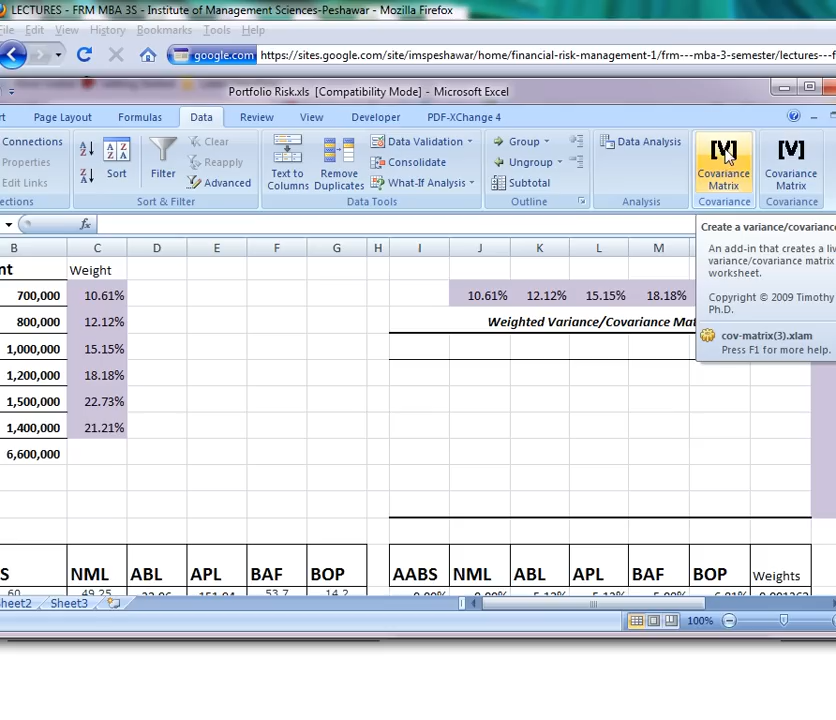 LECTURES - FRM MBA 3S - Institute of Management Sciences-Peshawar - Mozilla Firefox
File Edit View History Bookmarks Tools Help
google.com https://sites.google.com/site/imspeshawar/home/financial-risk-management-1/frm---mba-3-semester/lectures---f
Portfolio Risk.xls [Compatibility Mode] - Microsoft Excel
Page Layout Formulas Data Review View Developer PDF-XChange 4
Connections
Properties
Edit Links
Sort
Filter
Clear
Reapply
Advanced
Text to Columns
Remove Duplicates
Data Validation
Consolidate
What-If Analysis
Group
Ungroup
Subtotal
Data Analysis
[V] Covariance Matrix
[V] Covariance Matrix
Sort & Filter Data Tools Outline Analysis Covariance Covariance
fx
Create a variance/covariance
An add-in that creates a
variance/covariance matrix
worksheet.
Copyright © 2009 Timothy
Ph.D.
cov-matrix(3).xlam
Press F1 for more help.
B C D E F G H I J K L M
Weight
700,000 10.61% 10.61% 12.12% 15.15% 18.18%
800,000 12.12% Weighted Variance/Covariance
1,000,000 15.15%
1,200,000 18.18%
1,500,000 22.73%
1,400,000 21.21%
6,600,000
NML ABL APL BAF BOP AABS NML ABL APL BAF BOP Weights
60 49.25 53.7 14.2
Sheet2 Sheet3
100%